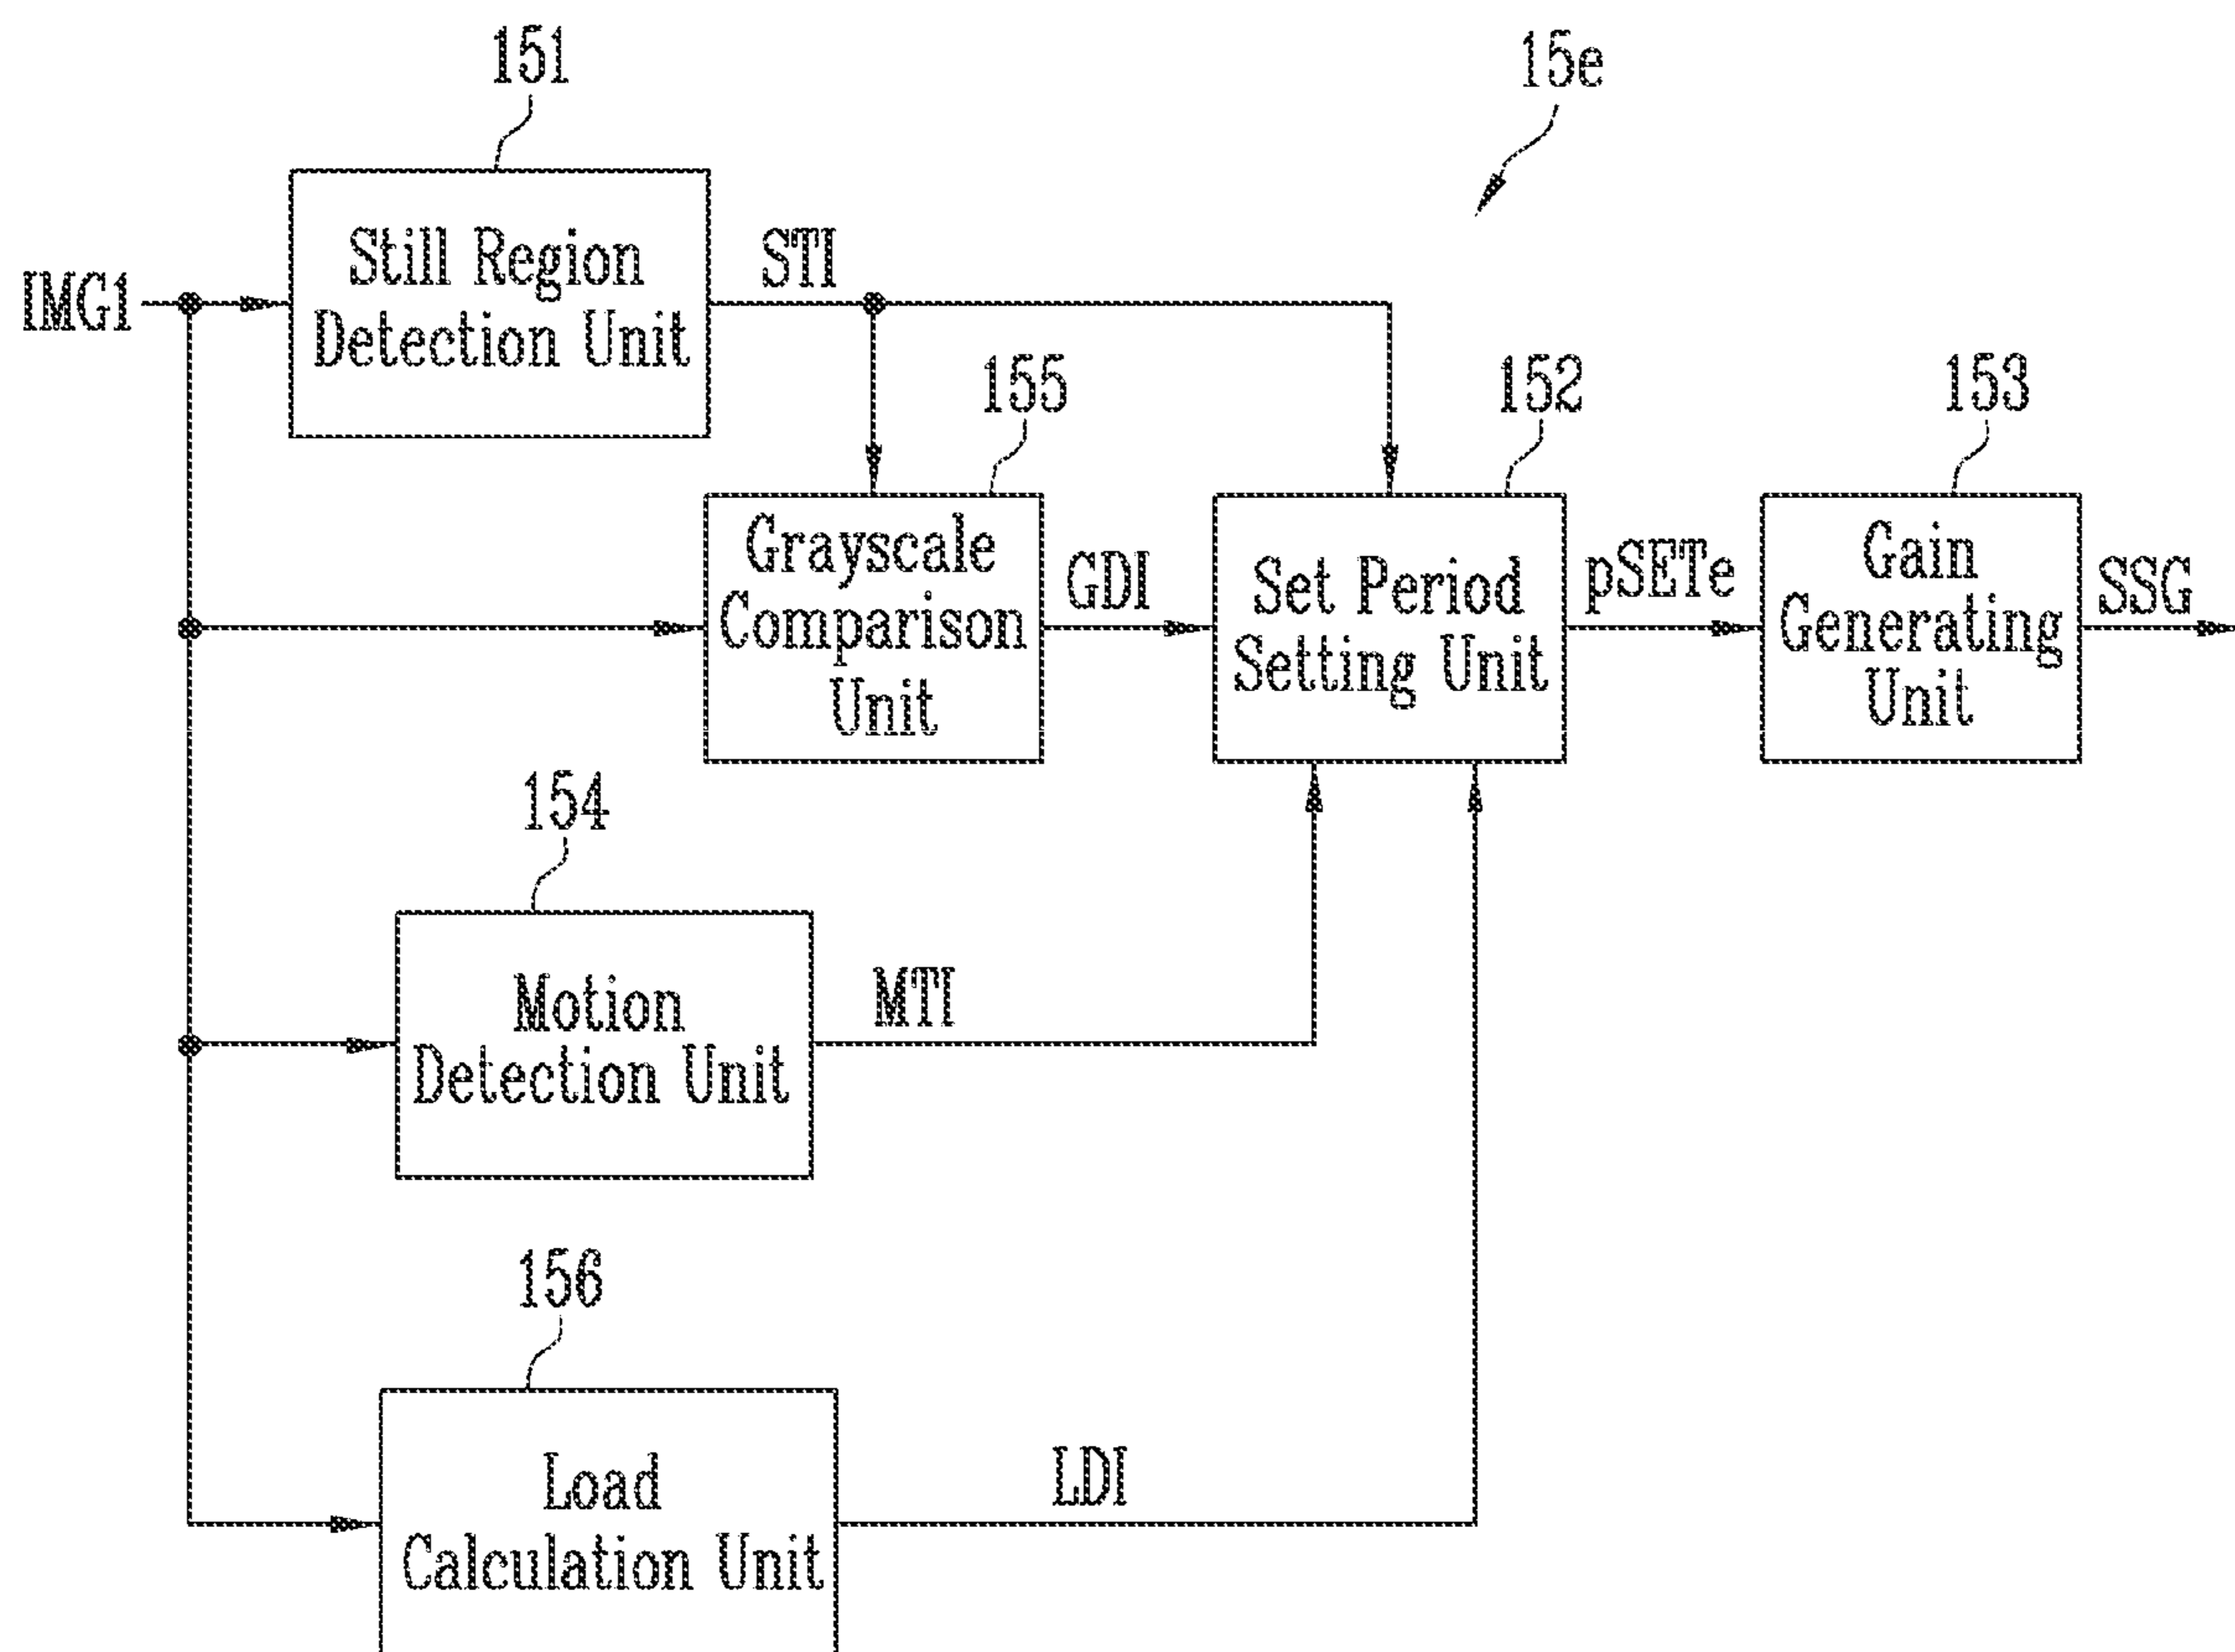 151
15e
IMG1
Still Region
Detection Unit
STI
155
152
153
Grayscale
Comparison
Unit
GDI
Set Period
Setting Unit
pSETe
Gain
Generating
Unit
SSG
154
Motion
Detection Unit
MTI
156
Load
Calculation Unit
LDI